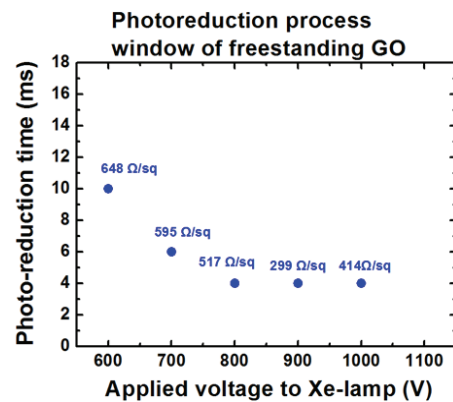 Photoreduction process
window of freestanding GO
Photo-reduction time (ms)
18
16
14
12
10
8
6
4
2
0
648 Ω/sq
595 Ω/sq
517 Ω/sq
299 Ω/sq
414Ω/sq
600 700 800 900 1000 1100
Applied voltage to Xe-lamp (V)